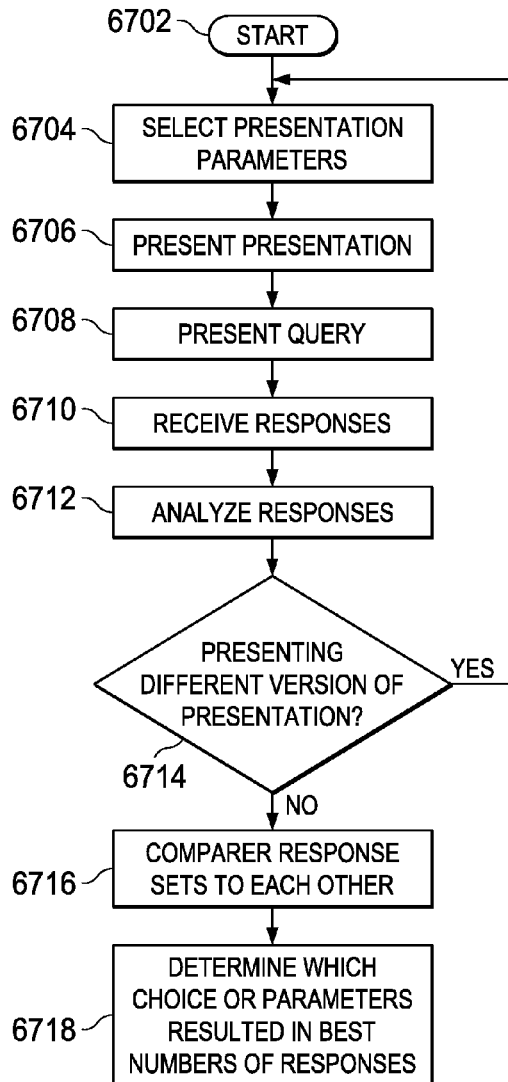 6702
START
6704
SELECT PRESENTATION
PARAMETERS
6706
PRESENT PRESENTATION
6708
PRESENT QUERY
6710
RECEIVE RESPONSES
6712
ANALYZE RESPONSES
PRESENTING
DIFFERENT VERSION OF
PRESENTATION?
YES
6714
NO
6716
COMPARER RESPONSE
SETS TO EACH OTHER
6718
DETERMINE WHICH
CHOICE OR PARAMETERS
RESULTED IN BEST
NUMBERS OF RESPONSES